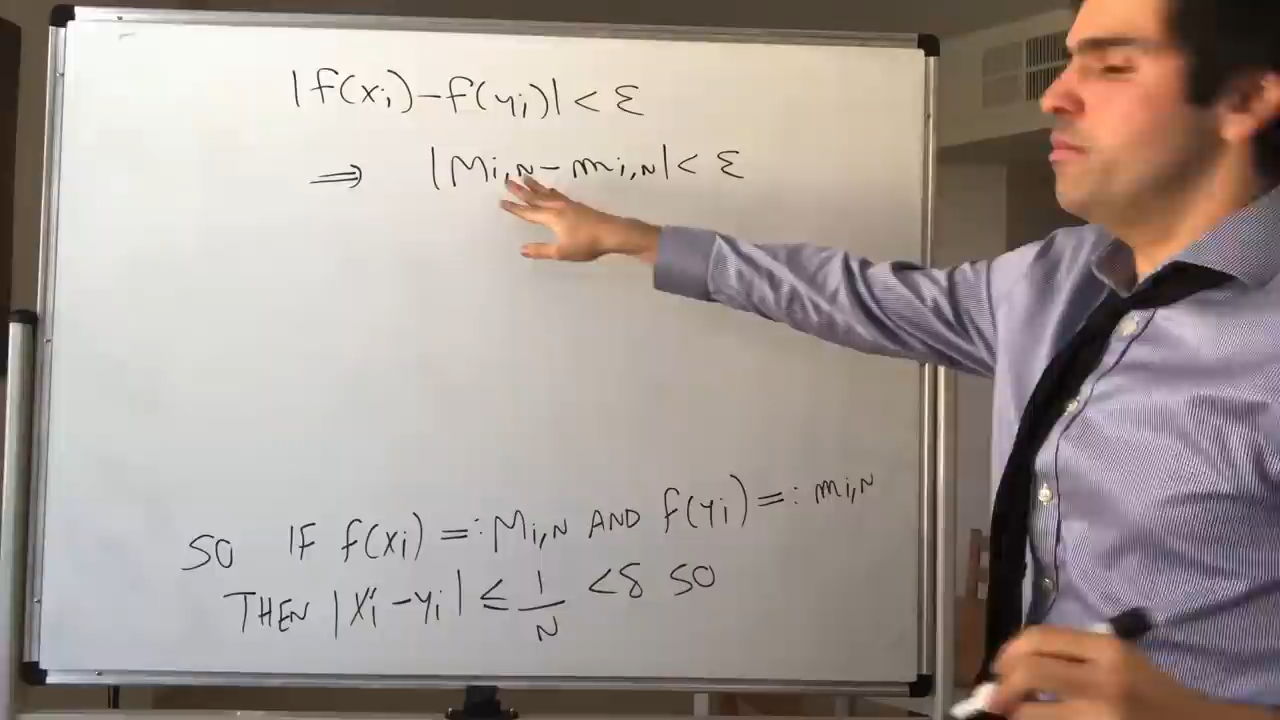 |f(xi)-f(yi)| < ε
⇒ |Mi,N - mi,N| < ε
SO IF f(xi) =: Mi,N AND f(yi) =: mi,N
THEN |xi - yi| ≤ 1/N < δ SO